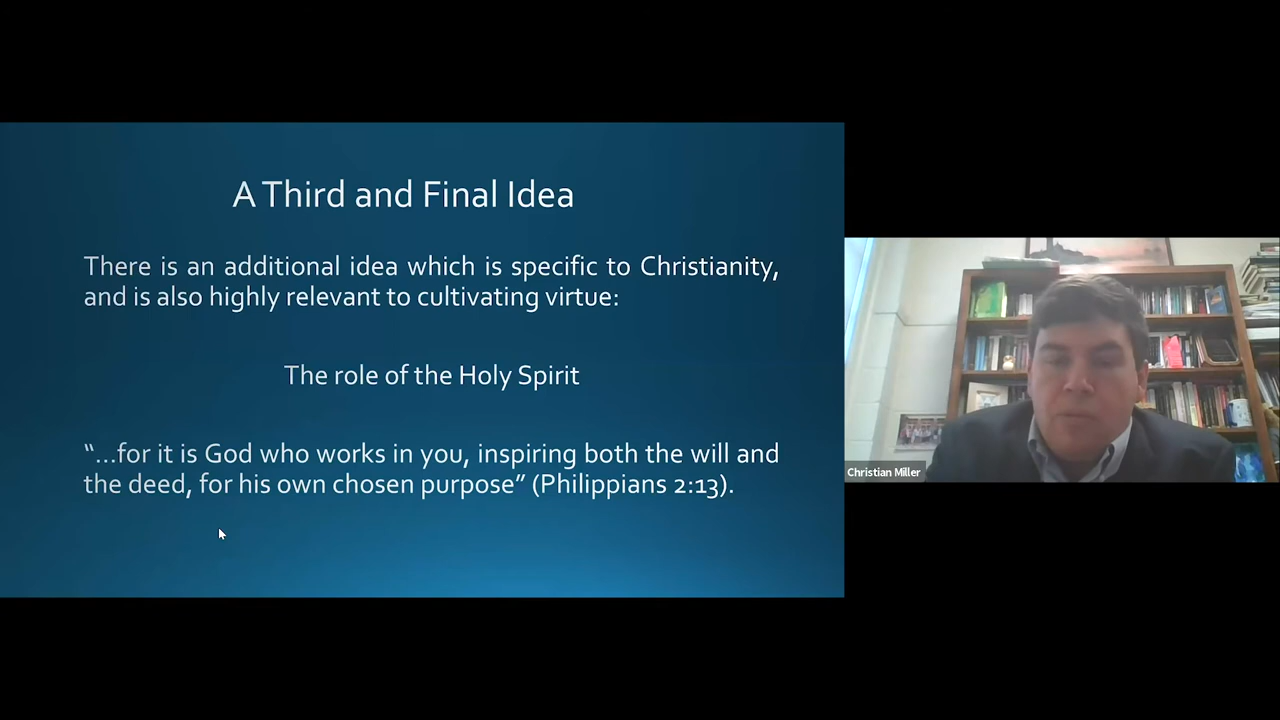 A Third and Final Idea
There is an additional idea which is specific to Christianity,
and is also highly relevant to cultivating virtue:
The role of the Holy Spirit
“...for it is God who works in you, inspiring both the will and
the deed, for his own chosen purpose” (Philippians 2:13).
Christian Miller